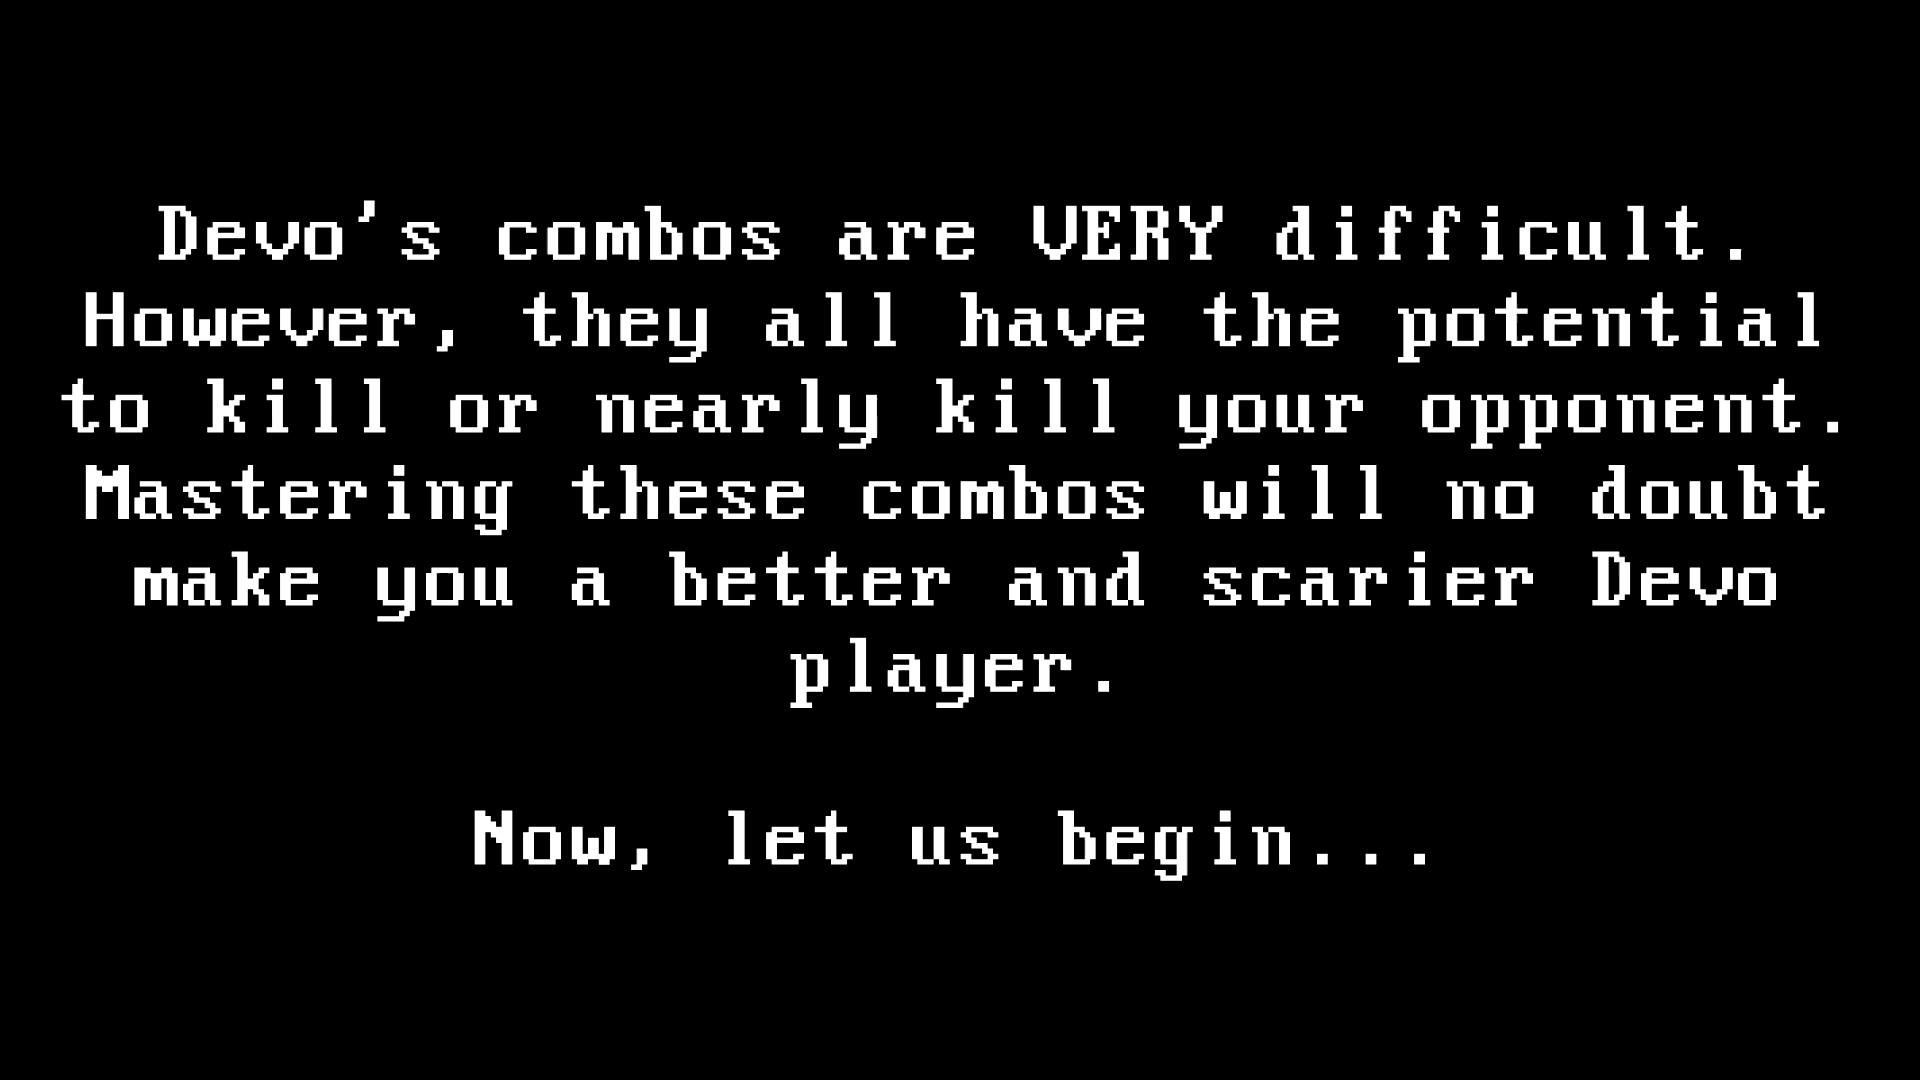 Devo's combos are VERY difficult.
However, they all have the potential
to kill or nearly kill your opponent.
Mastering these combos will no doubt
make you a better and scarier Devo
player.
Now, let us begin...